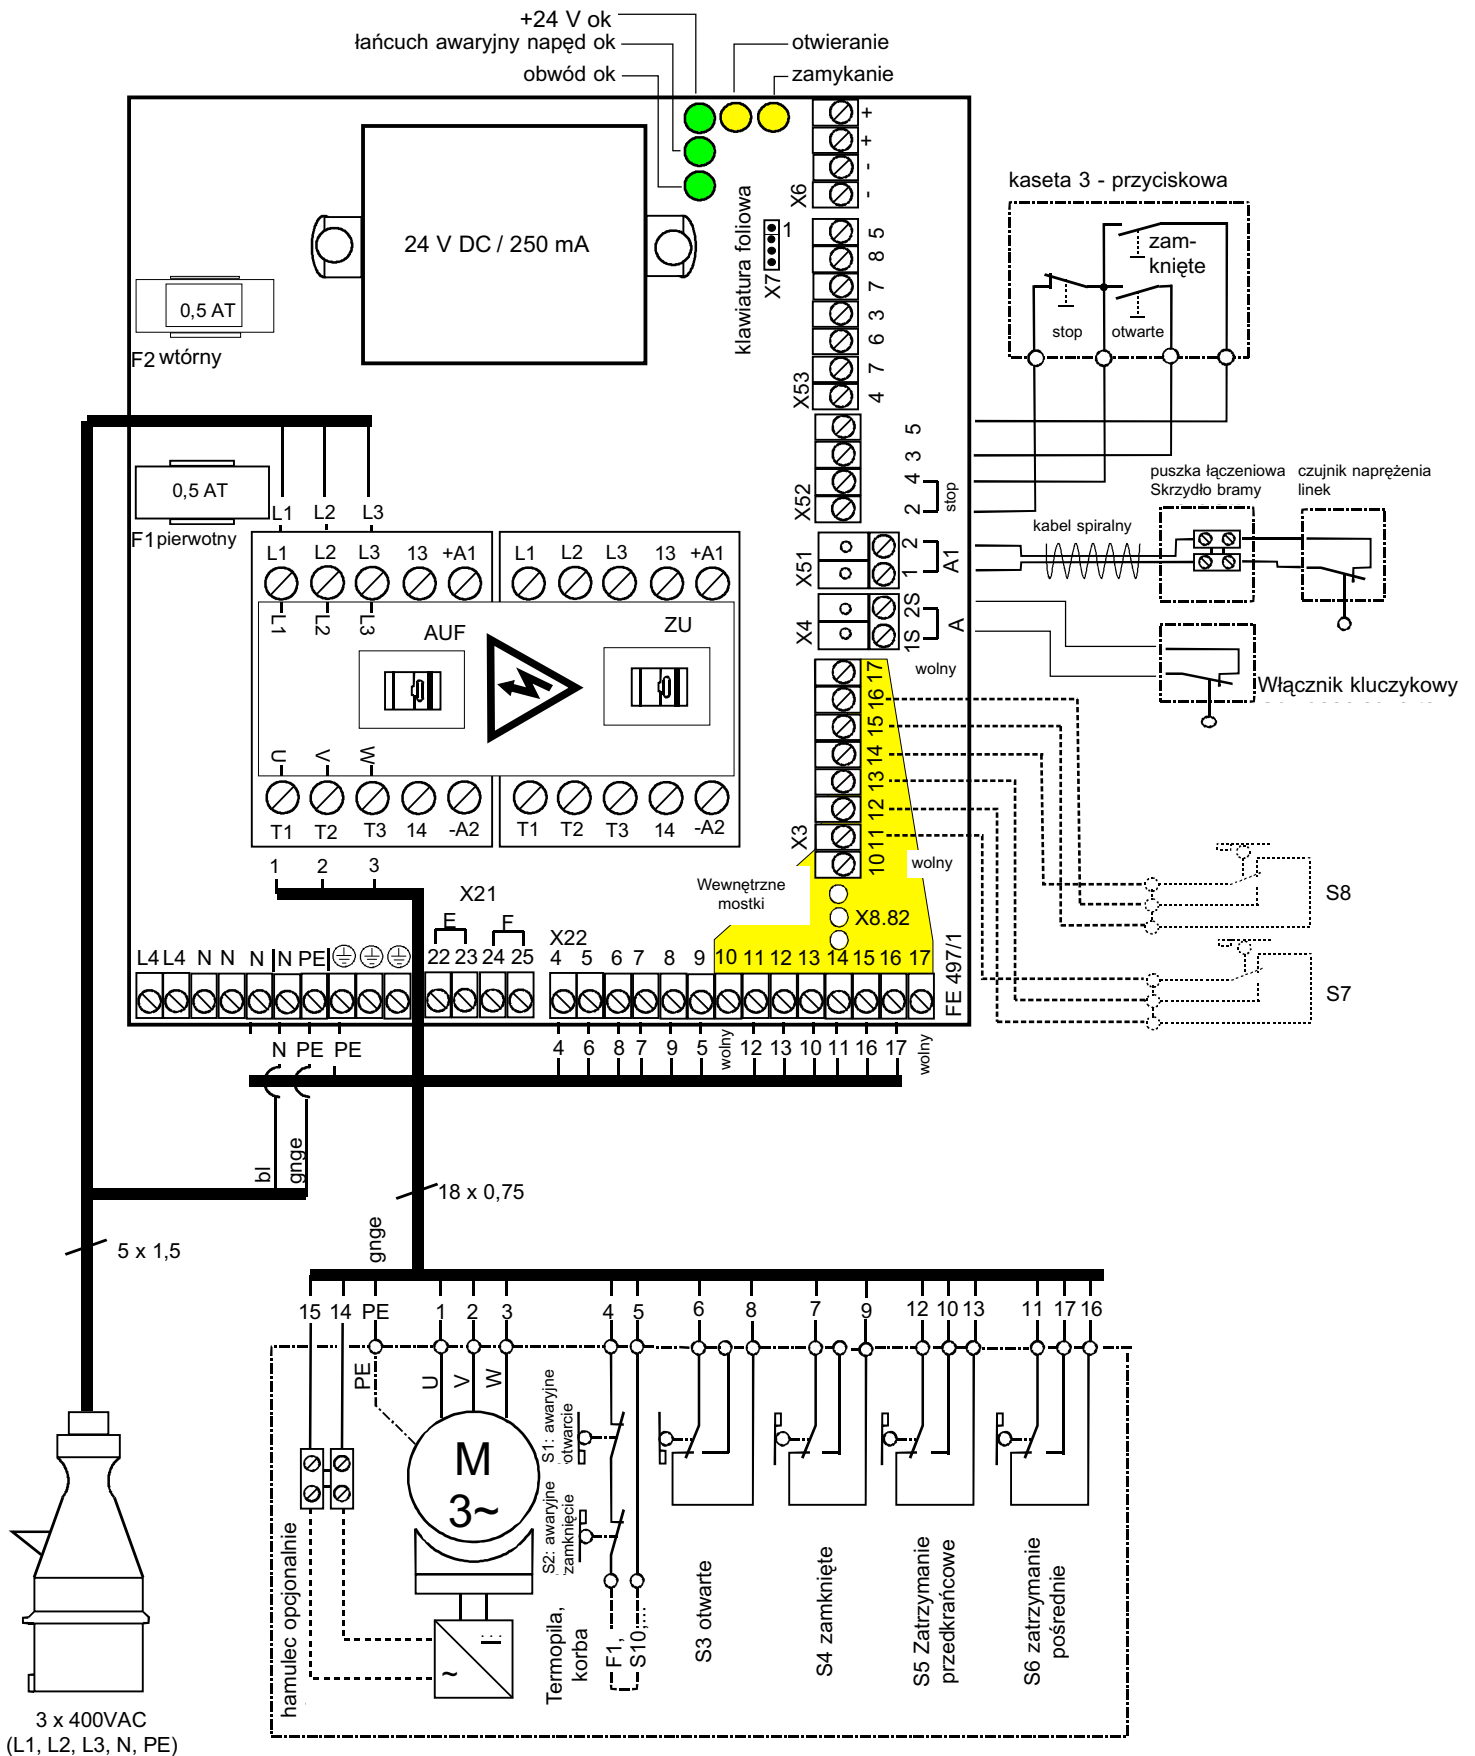 +24 V ok
łańcuch awaryjny napęd ok
obwód ok
otwieranie
zamykanie
24 V DC / 250 mA
0,5 AT
F2 wtórny
0,5 AT
F1 pierwotny
klawiatura foliowa
X7
1
X6
+
+
-
-
X53
5
8
7
3
6
7
4
X52
5
3
4
2
stop
X51
2
1
A1
X4
2S
1S
A
X3
17
16
15
14
13
12
11
10
wolny
wolny
kaseta 3 - przyciskowa
zam-
knięte
stop
otwarte
puszka łączeniowa
Skrzydło bramy
czujnik naprężenia
linek
kabel spiralny
Włącznik kluczykowy
S8
S7
L1 L2 L3
L1 L2 L3 13 +A1
L1 L2 L3 13 +A1
L1 L2 L3
AUF
ZU
U V W
T1 T2 T3 14 -A2
T1 T2 T3 14 -A2
1 2 3
Wewnętrzne
mostki
X8.82
X21
E F
X22
L4 L4 N N N N PE
22 23 24 25
4 5 6 7 8 9 10 11 12 13 14 15 16 17
FE 497/1
N PE PE
4 6 8 7 9 5 wolny 12 13 10 11 16 17 wolny
bl
gnge
18 x 0,75
gnge
5 x 1,5
15 14 PE 1 2 3 4 5 6 8 7 9 12 10 13 11 17 16
PE
U V W
M
3~
S1: awaryjne
otwarcie
S2: awaryjne
zamknięcie
hamulec opcjonalnie
~
Termopila,
korba
F1,
S10,...
S3 otwarte
S4 zamknięte
S5 Zatrzymanie
przedkrańcowe
S6 zatrzymanie
pośrednie
3 x 400VAC
(L1, L2, L3, N, PE)